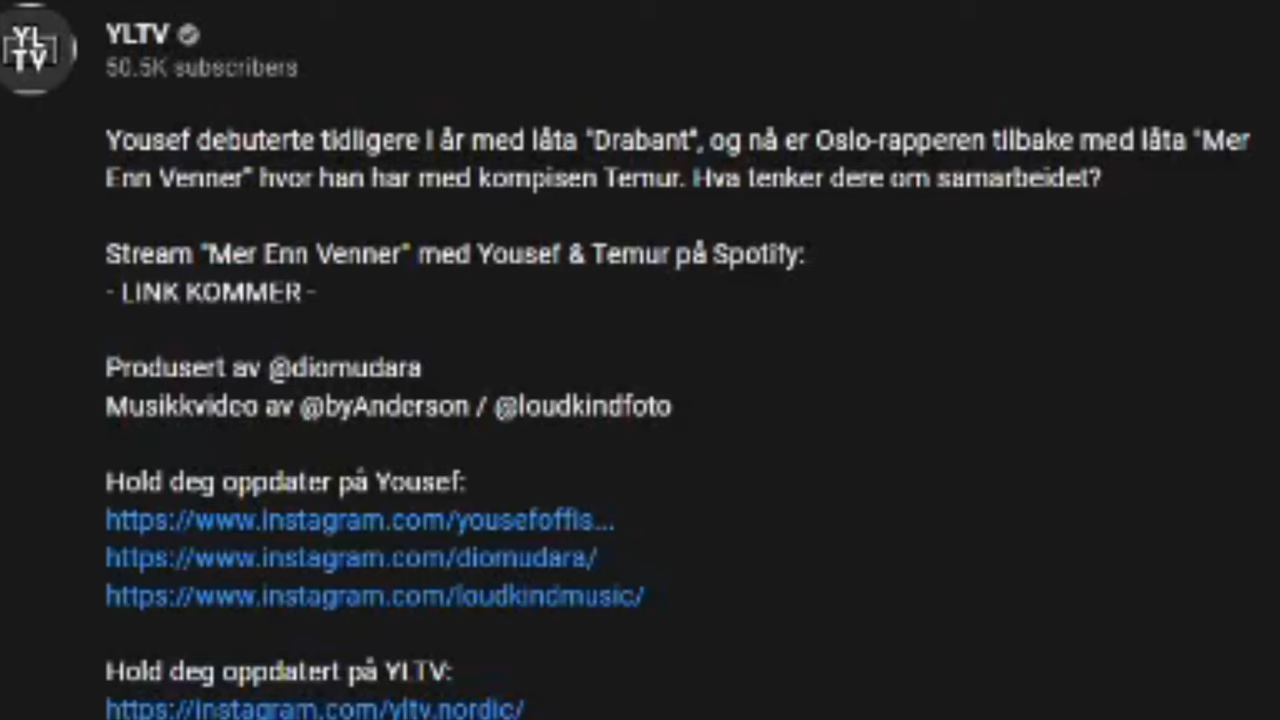 YL
TV
YLTV
50.5K subscribers
Yousef debuterte tidligere i år med låta "Drabant", og nå er Oslo-rapperen tilbake med låta "Mer
Enn Venner" hvor han har med kompisen Temur. Hva tenker dere om samarbeidet?
Stream "Mer Enn Venner" med Yousef & Temur på Spotify:
- LINK KOMMER -
Produsert av @diomudara
Musikkvideo av @byAnderson / @loudkindfoto
Hold deg oppdater på Yousef:
https://www.instagram.com/yousefoffis...
https://www.instagram.com/diomudara/
https://www.instagram.com/loudkindmusic/
Hold deg oppdatert på YLTV:
https://instagram.com/yltv.nordic/